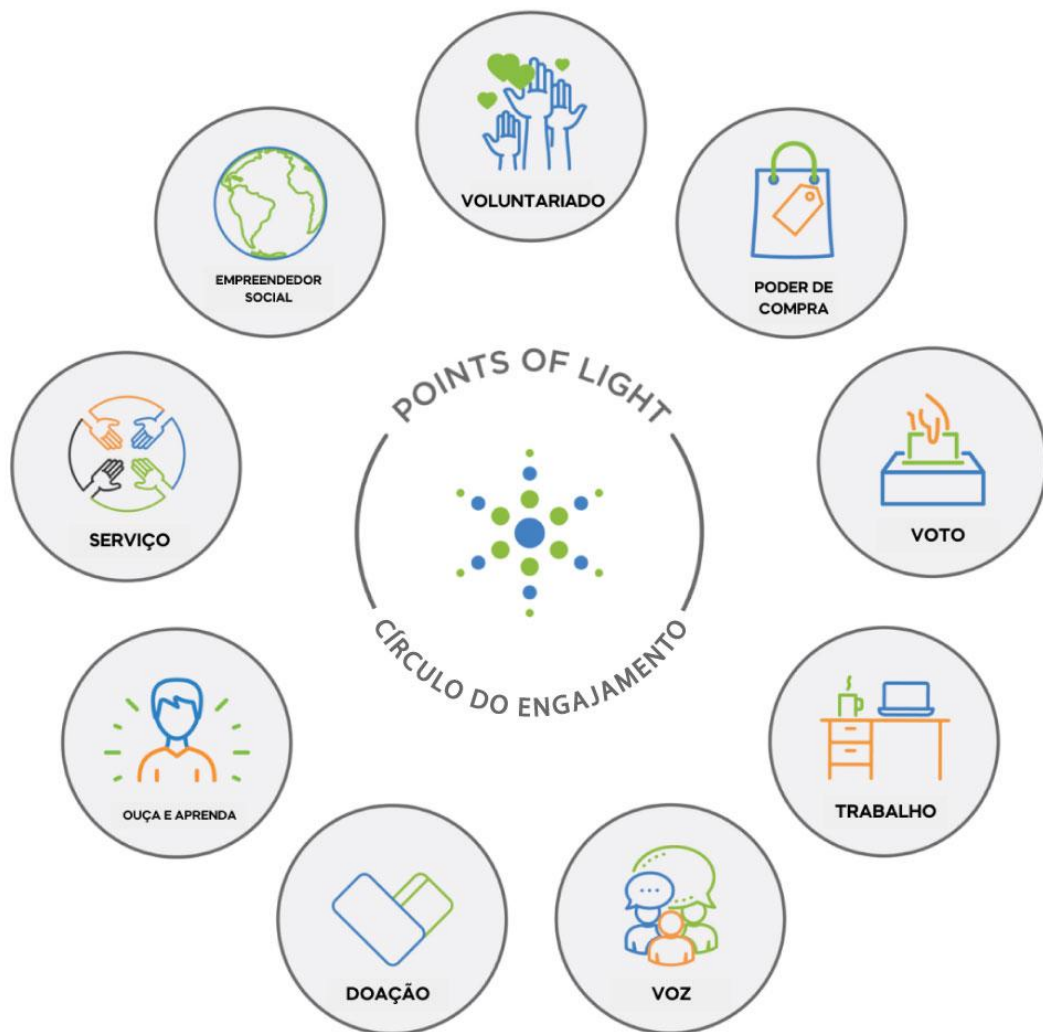 VOLUNTARIADO
PODER DE
COMPRA
VOTO
TRABALHO
VOZ
DOAÇÃO
OUÇA E APRENDA
SERVIÇO
EMPREENDEDOR
SOCIAL
POINTS OF LIGHT
CÍRCULO DO ENGAJAMENTO